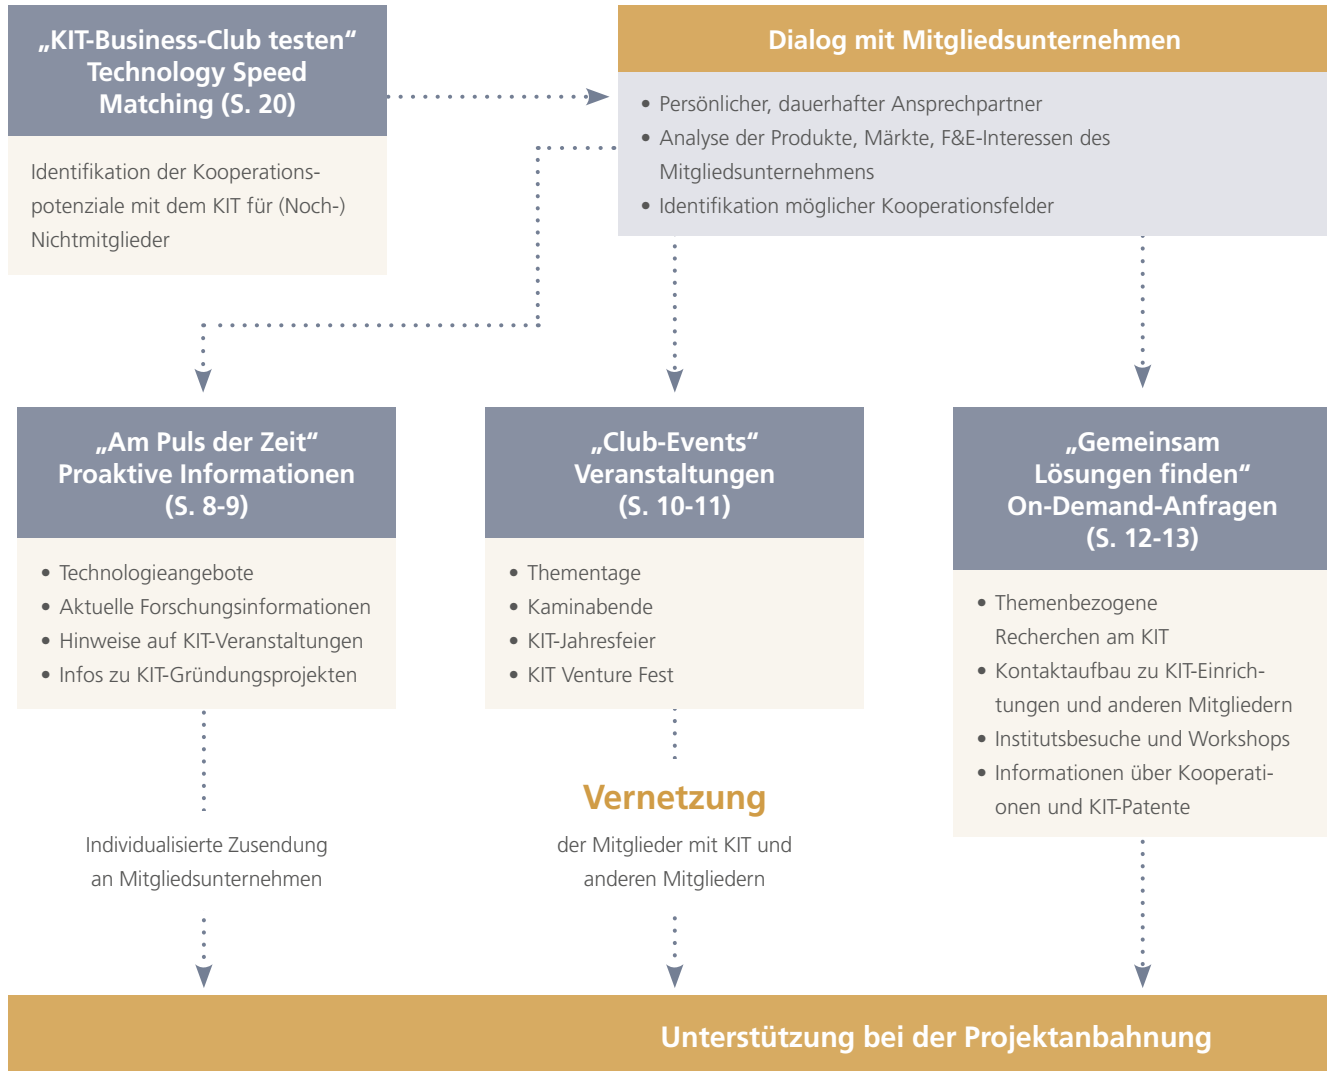 „KIT-Business-Club testen“
Technology Speed
Matching (S. 20)
Identifikation der Kooperations-
potenziale mit dem KIT für (Noch-)
Nichtmitglieder
Dialog mit Mitgliedsunternehmen
• Persönlicher, dauerhafter Ansprechpartner
• Analyse der Produkte, Märkte, F&E-Interessen des
Mitgliedsunternehmens
• Identifikation möglicher Kooperationsfelder
„Am Puls der Zeit“
Proaktive Informationen
(S. 8-9)
• Technologieangebote
• Aktuelle Forschungsinformationen
• Hinweise auf KIT-Veranstaltungen
• Infos zu KIT-Gründungsprojekten
Individualisierte Zusendung
an Mitgliedsunternehmen
„Club-Events“
Veranstaltungen
(S. 10-11)
• Thementage
• Kaminabende
• KIT-Jahresfeier
• KIT Venture Fest
Vernetzung
der Mitglieder mit KIT und
anderen Mitgliedern
„Gemeinsam
Lösungen finden“
On-Demand-Anfragen
(S. 12-13)
• Themenbezogene
Recherchen am KIT
• Kontaktaufbau zu KIT-Einrich-
tungen und anderen Mitgliedern
• Institutsbesuche und Workshops
• Informationen über Kooperati-
onen und KIT-Patente
Unterstützung bei der Projektanbahnung